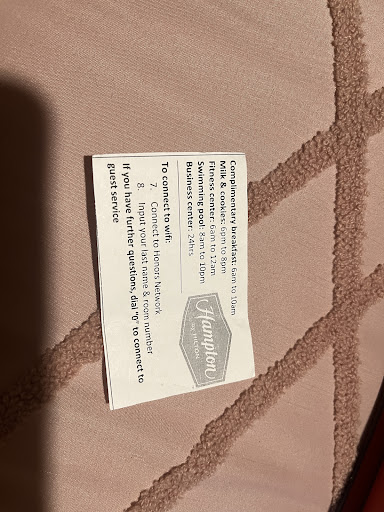 Complimentary breakfast: 6am to 10am
Milk & cookies: 6pm to 8pm
Fitness center: 6am to 12am
Swimming pool: 8am to 10pm
Business center: 24hrs
Hampton
by HILTON
To connect to wifi:
7. Connect to Honors Network
8. Input your last name & room number
If you have further questions, dial "0" to connect to
guest service